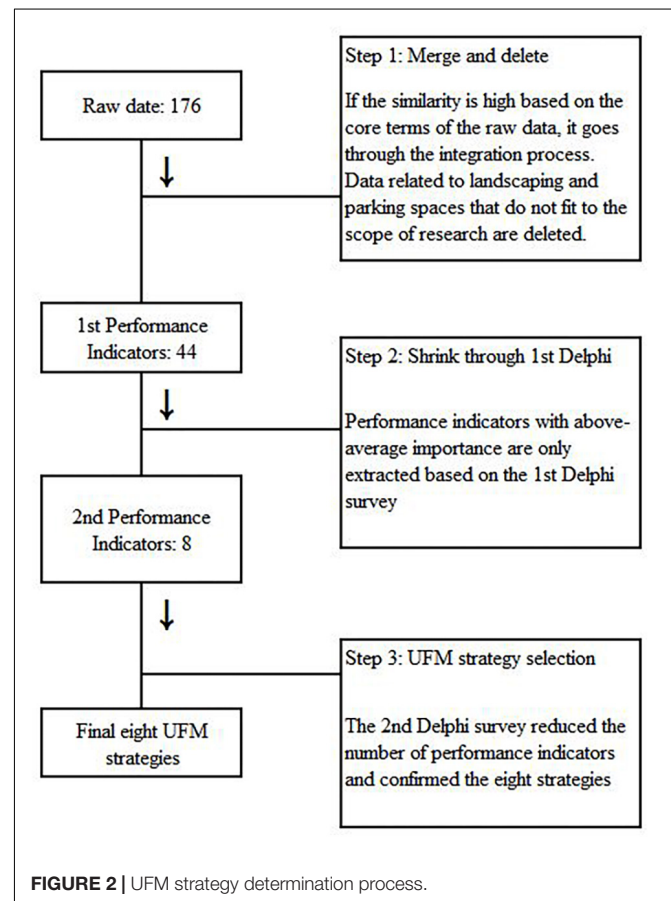 Raw date: 176
Step 1: Merge and delete
If the similarity is high based on the
core terms of the raw data, it goes
through the integration process.
Data related to landscaping and
parking spaces that do not fit to the
scope of research are deleted.
1st Performance
Indicators: 44
Step 2: Shrink through 1st Delphi
Performance indicators with above-
average importance are only
extracted based on the 1st Delphi
survey
2nd Performance
Indicators: 8
Step 3: UFM strategy selection
The 2nd Delphi survey reduced the
number of performance indicators
and confirmed the eight strategies
Final eight UFM
strategies
FIGURE 2 | UFM strategy determination process.